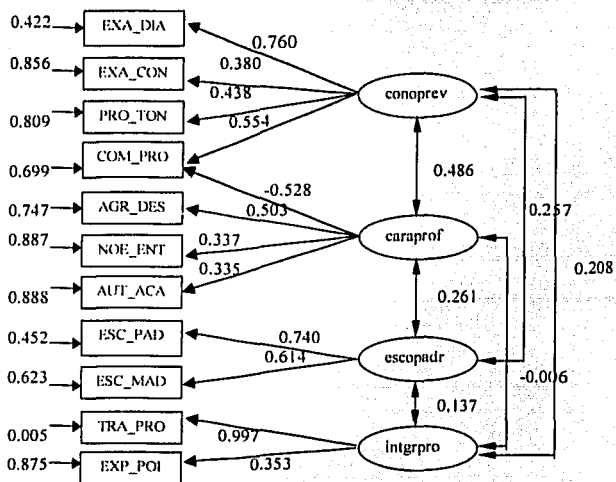 0.422 EXA_DIA
0.760
0.856 EXA_CON
0.380
conoprev
0.438
0.809 PRO_TON
0.554
0.699 COM_PRO
0.486
-0.528
0.747 AGR_DES
0.503
0.257
0.887 NOE_ENT
0.337
caraprof
0.208
0.335
0.888 AUT_ACA
0.261
0.452 ESC_PAD
0.740
escopadr
0.614
-0.006
0.623 ESC_MAD
0.137
0.005 TRA_PRO
0.997
intgrpro
0.353
0.875 EXP_POI